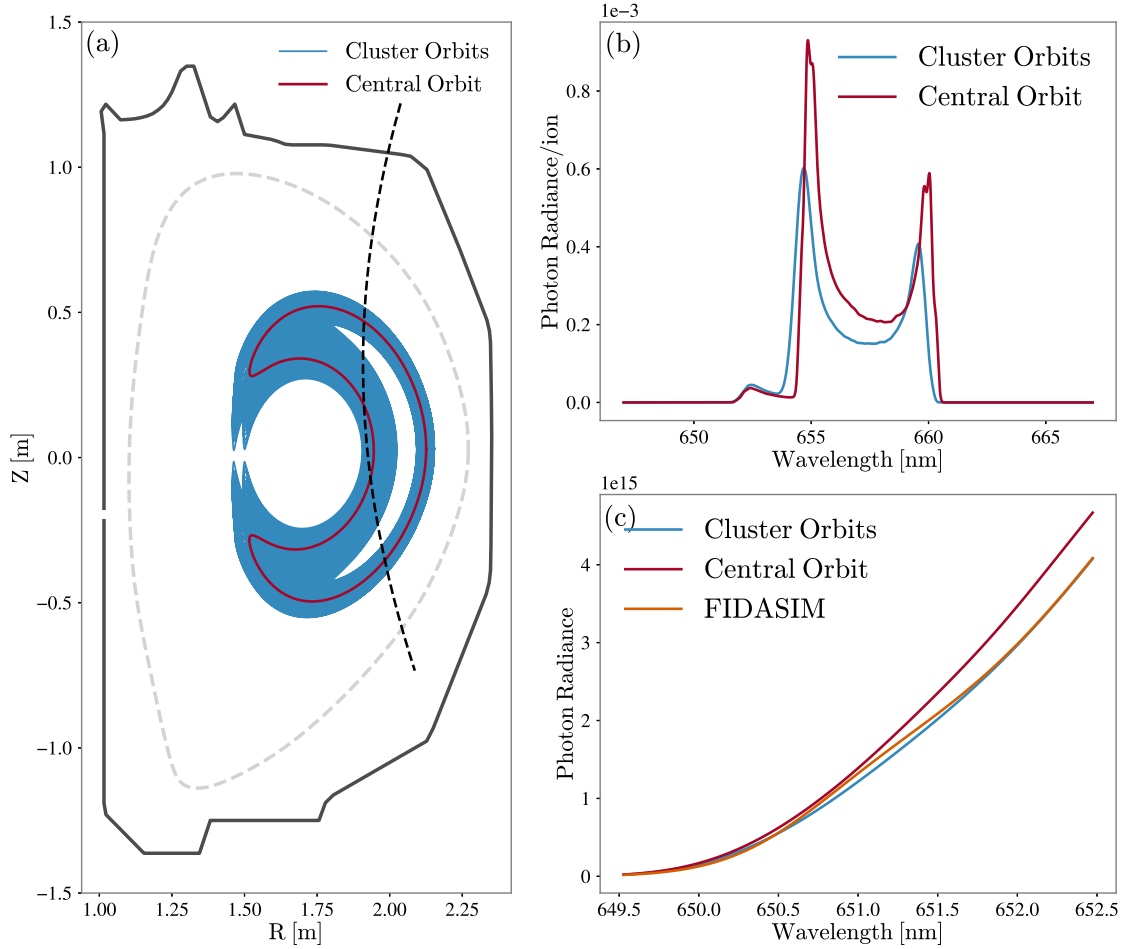 (a)
Cluster Orbits
Central Orbit
1.5
1.0
0.5
0.0
−0.5
−1.0
−1.5
Z [m]
1.00 1.25 1.50 1.75 2.00 2.25
R [m]
1e−3
(b)
Cluster Orbits
Central Orbit
0.8
0.6
0.4
0.2
0.0
Photon Radiance/ion
650 655 660 665
Wavelength [nm]
1e15
(c)
Cluster Orbits
Central Orbit
FIDASIM
4
3
2
1
0
Photon Radiance
649.5 650.0 650.5 651.0 651.5 652.0 652.5
Wavelength [nm]